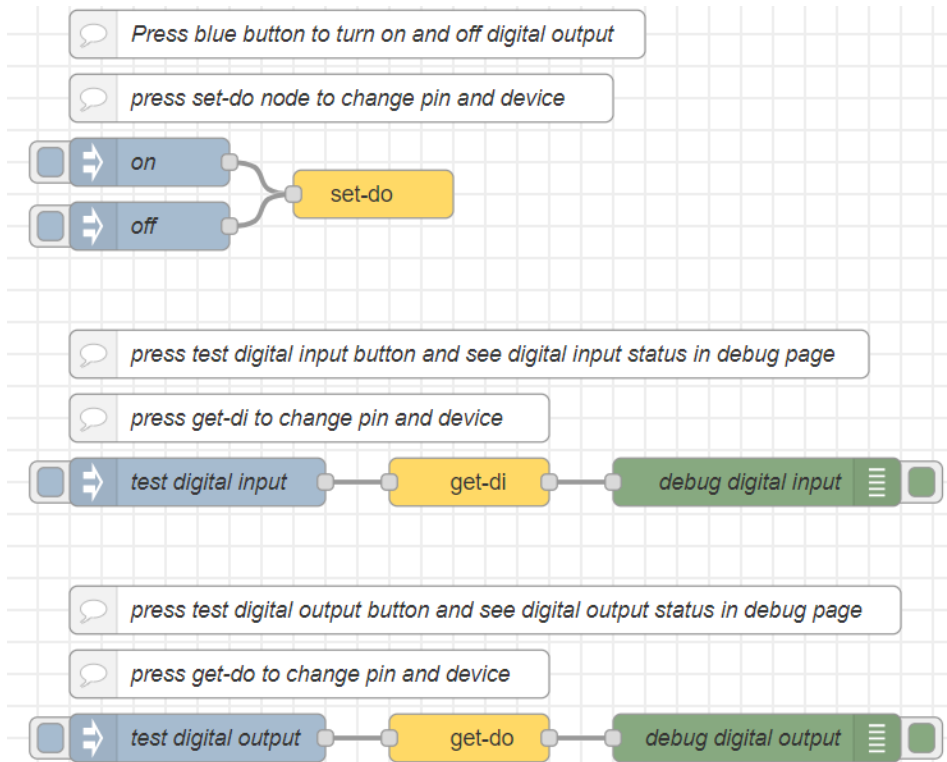 Press blue button to turn on and off digital output
press set-do node to change pin and device
on
set-do
off
press test digital input button and see digital input status in debug page
press get-di to change pin and device
test digital input get-di debug digital input
press test digital output button and see digital output status in debug page
press get-do to change pin and device
test digital output get-do debug digital output